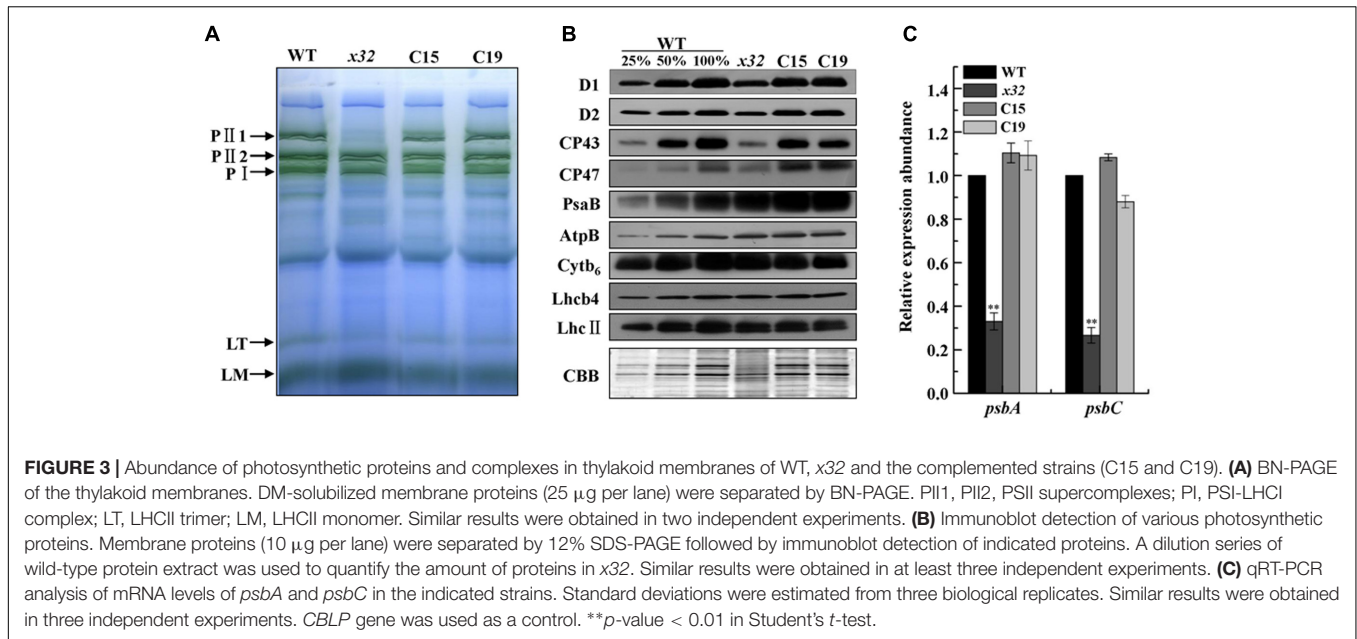 A
WT x32 C15 C19
PⅡ1
PⅡ2
PⅠ
LT
LM
B
WT
25% 50% 100% x32 C15 C19
D1
D2
CP43
CP47
PsaB
AtpB
Cytb6
Lhcb4
LhcⅡ
CBB
C
WT
x32
C15
C19
Relative expression abundance
1.4
1.2
1.0
0.8
0.6
0.4
0.2
0.0
**
**
psbA psbC
FIGURE 3 | Abundance of photosynthetic proteins and complexes in thylakoid membranes of WT, x32 and the complemented strains (C15 and C19). (A) BN-PAGE
of the thylakoid membranes. DM-solubilized membrane proteins (25 μg per lane) were separated by BN-PAGE. PII1, PII2, PSII supercomplexes; PI, PSI-LHCI
complex; LT, LHCII trimer; LM, LHCII monomer. Similar results were obtained in two independent experiments. (B) Immunoblot detection of various photosynthetic
proteins. Membrane proteins (10 μg per lane) were separated by 12% SDS-PAGE followed by immunoblot detection of indicated proteins. A dilution series of
wild-type protein extract was used to quantify the amount of proteins in x32. Similar results were obtained in at least three independent experiments. (C) qRT-PCR
analysis of mRNA levels of psbA and psbC in the indicated strains. Standard deviations were estimated from three biological replicates. Similar results were obtained
in three independent experiments. CBLP gene was used as a control. **p-value < 0.01 in Student's t-test.